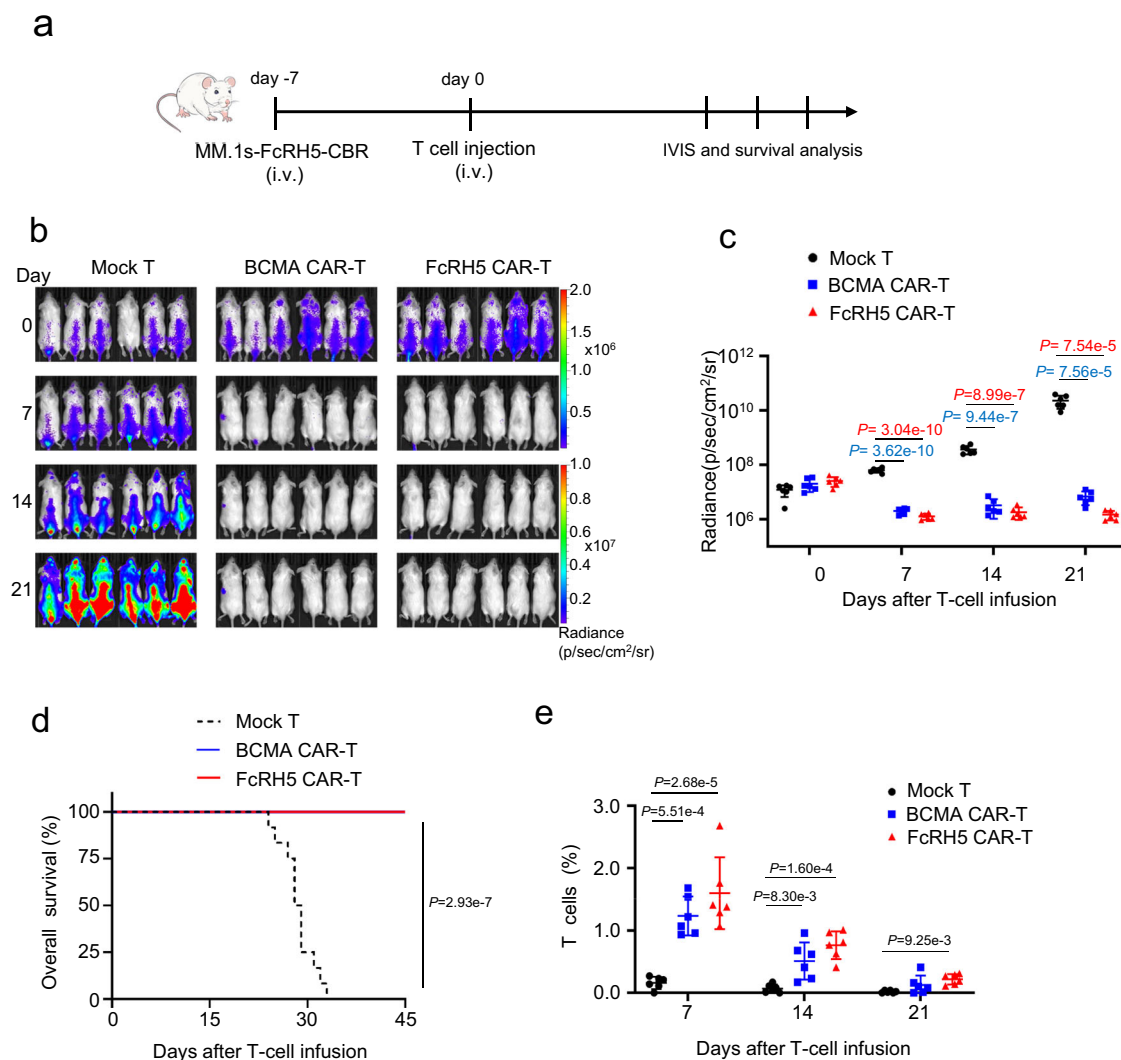 a
day -7
day 0
MM.1s-FcRH5-CBR
(i.v.)
T cell injection
(i.v.)
IVIS and survival analysis
b
Day
Mock T
BCMA CAR-T
FcRH5 CAR-T
0
7
14
21
2.0
1.5
x10⁶
1.0
0.5
1.0
0.8
0.6
x10⁷
0.4
0.2
Radiance
(p/sec/cm²/sr)
c
Mock T
BCMA CAR-T
FcRH5 CAR-T
Radiance(p/sec/cm²/sr)
10¹²
10¹⁰
10⁸
10⁶
P= 3.04e-10
P= 3.62e-10
P=8.99e-7
P= 9.44e-7
P= 7.54e-5
P= 7.56e-5
0
7
14
21
Days after T-cell infusion
d
Mock T
BCMA CAR-T
FcRH5 CAR-T
Overall survival (%)
100
75
50
25
0
P=2.93e-7
0
15
30
45
Days after T-cell infusion
e
Mock T
BCMA CAR-T
FcRH5 CAR-T
T cells (%)
3.0
2.0
1.0
0.0
P=2.68e-5
P=5.51e-4
P=1.60e-4
P=8.30e-3
P=9.25e-3
7
14
21
Days after T-cell infusion